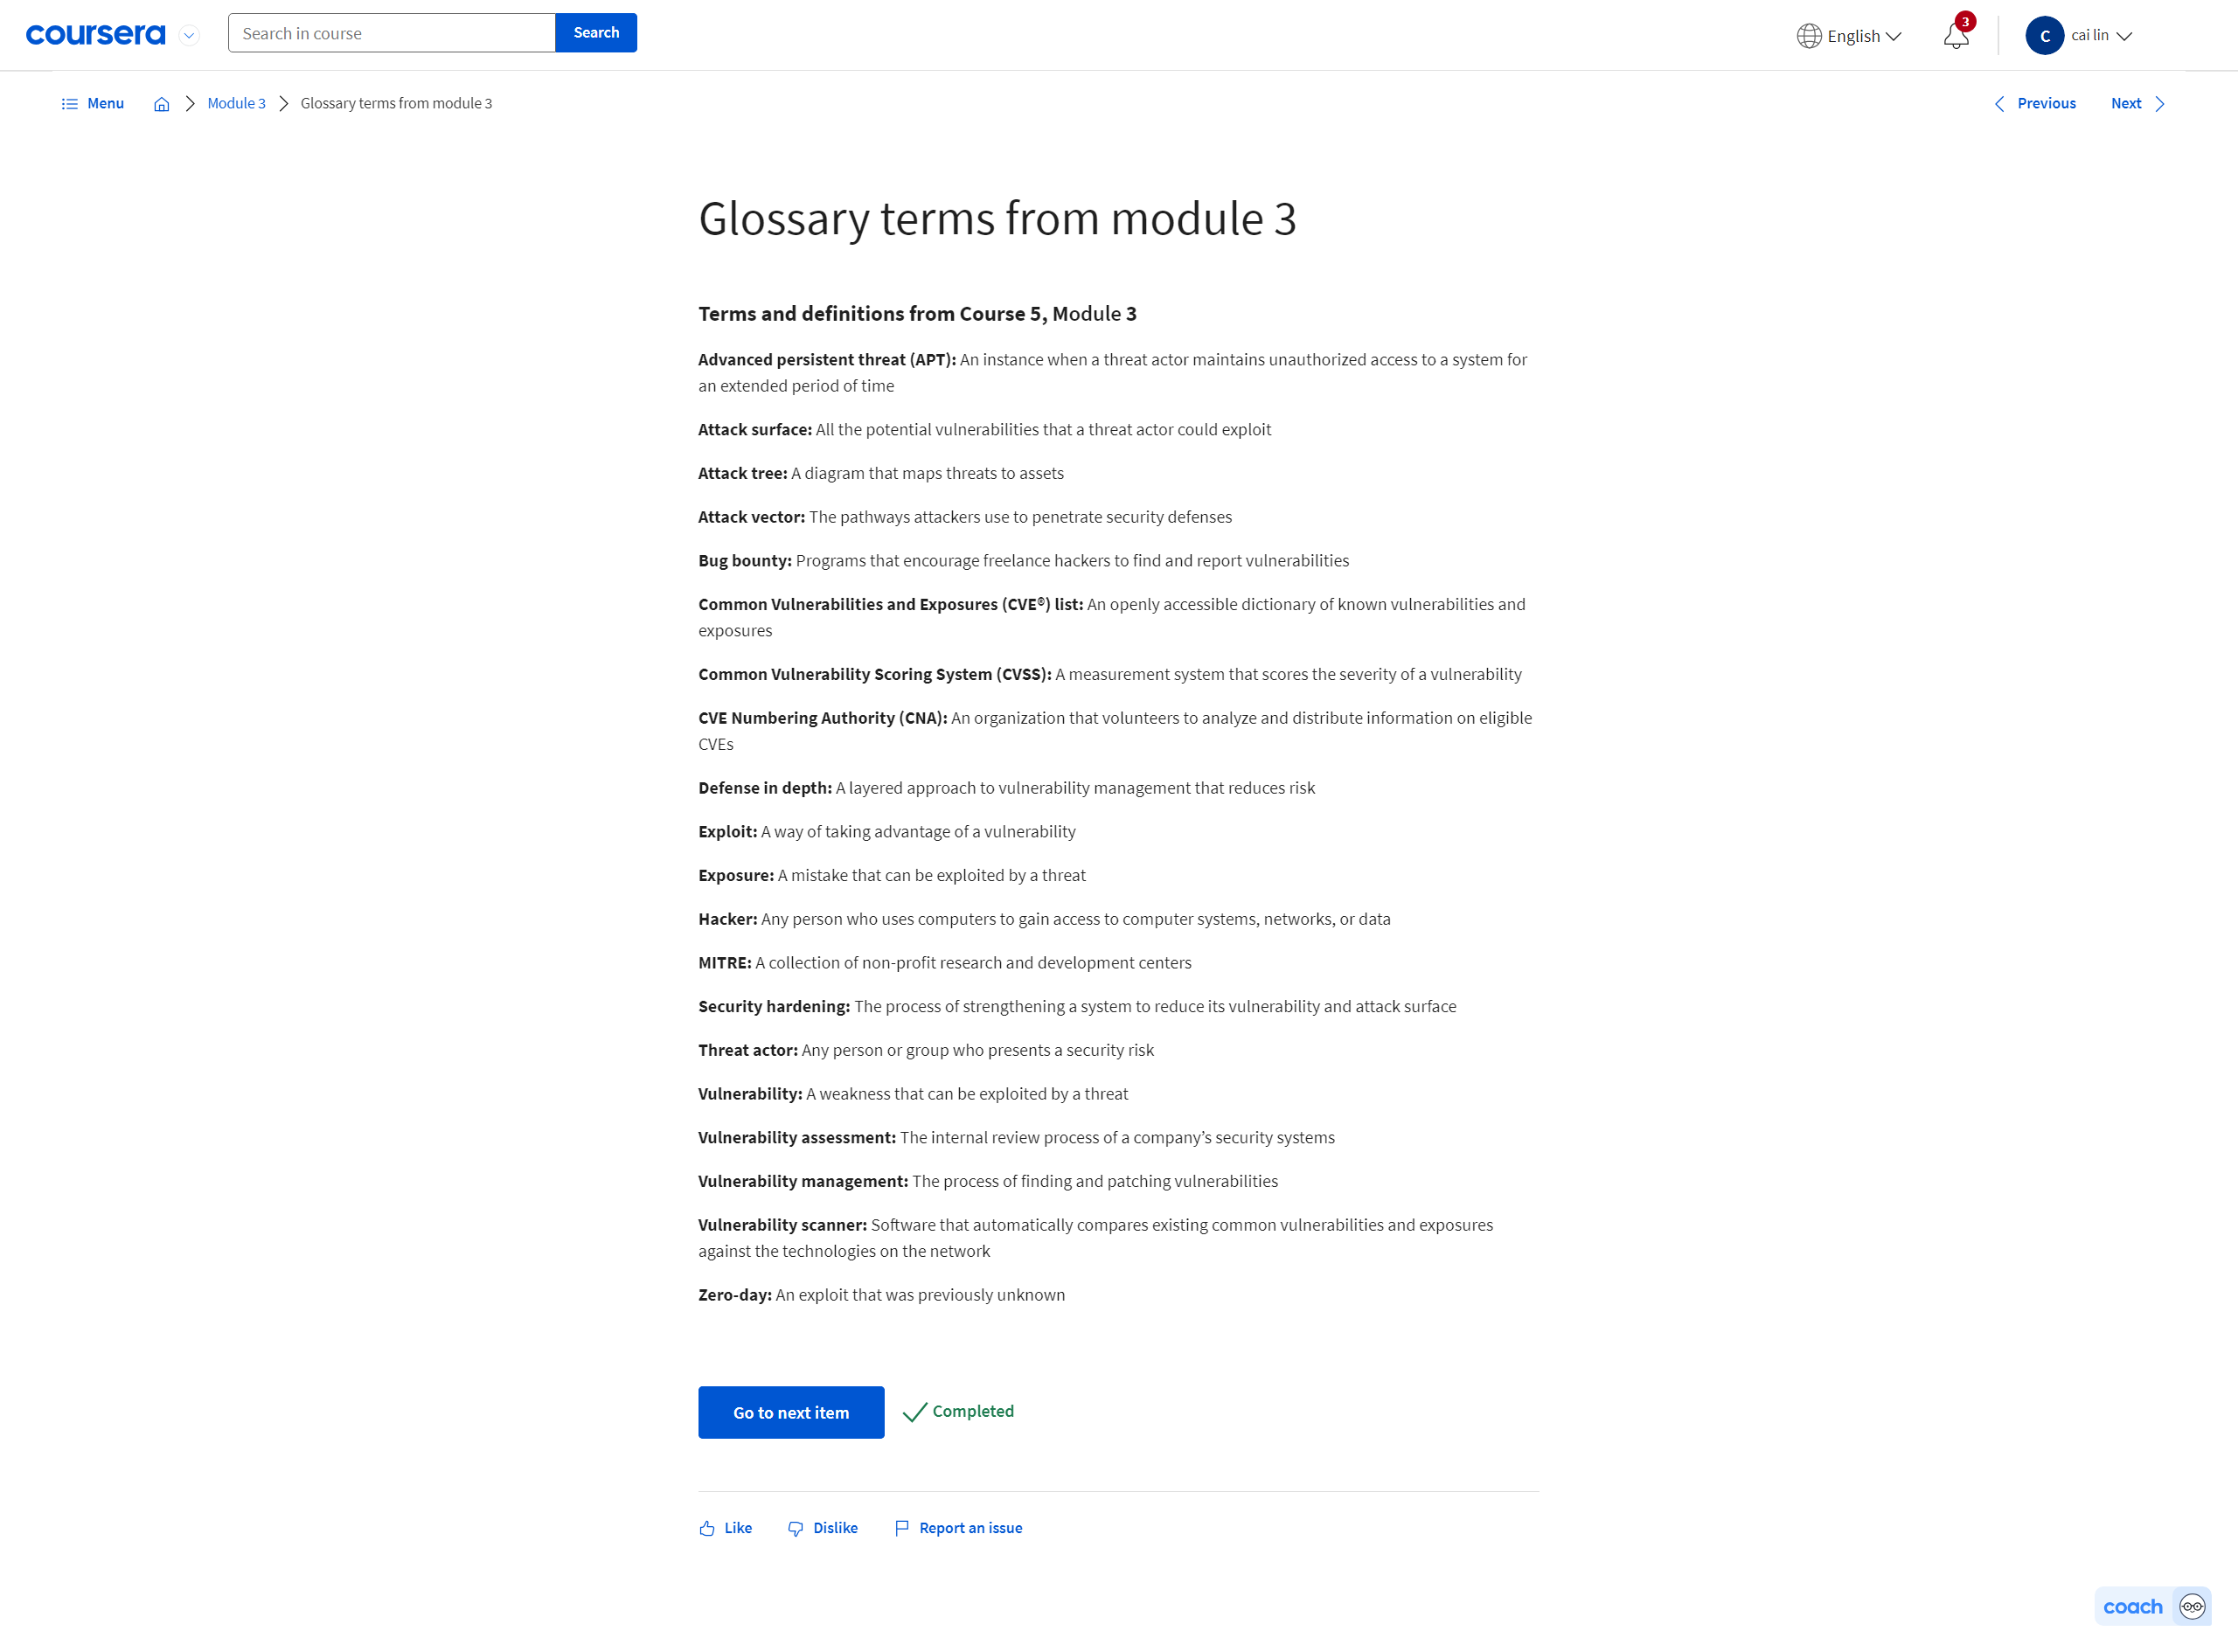 coursera
Search in course
Search
English
3
C
cai lin
Menu
Module 3
Glossary terms from module 3
Previous
Next
Glossary terms from module 3
Terms and definitions from Course 5, Module 3
Advanced persistent threat (APT): An instance when a threat actor maintains unauthorized access to a system for
an extended period of time
Attack surface: All the potential vulnerabilities that a threat actor could exploit
Attack tree: A diagram that maps threats to assets
Attack vector: The pathways attackers use to penetrate security defenses
Bug bounty: Programs that encourage freelance hackers to find and report vulnerabilities
Common Vulnerabilities and Exposures (CVE®) list: An openly accessible dictionary of known vulnerabilities and
exposures
Common Vulnerability Scoring System (CVSS): A measurement system that scores the severity of a vulnerability
CVE Numbering Authority (CNA): An organization that volunteers to analyze and distribute information on eligible
CVEs
Defense in depth: A layered approach to vulnerability management that reduces risk
Exploit: A way of taking advantage of a vulnerability
Exposure: A mistake that can be exploited by a threat
Hacker: Any person who uses computers to gain access to computer systems, networks, or data
MITRE: A collection of non-profit research and development centers
Security hardening: The process of strengthening a system to reduce its vulnerability and attack surface
Threat actor: Any person or group who presents a security risk
Vulnerability: A weakness that can be exploited by a threat
Vulnerability assessment: The internal review process of a company’s security systems
Vulnerability management: The process of finding and patching vulnerabilities
Vulnerability scanner: Software that automatically compares existing common vulnerabilities and exposures
against the technologies on the network
Zero-day: An exploit that was previously unknown
Go to next item
Completed
Like
Dislike
Report an issue
coach